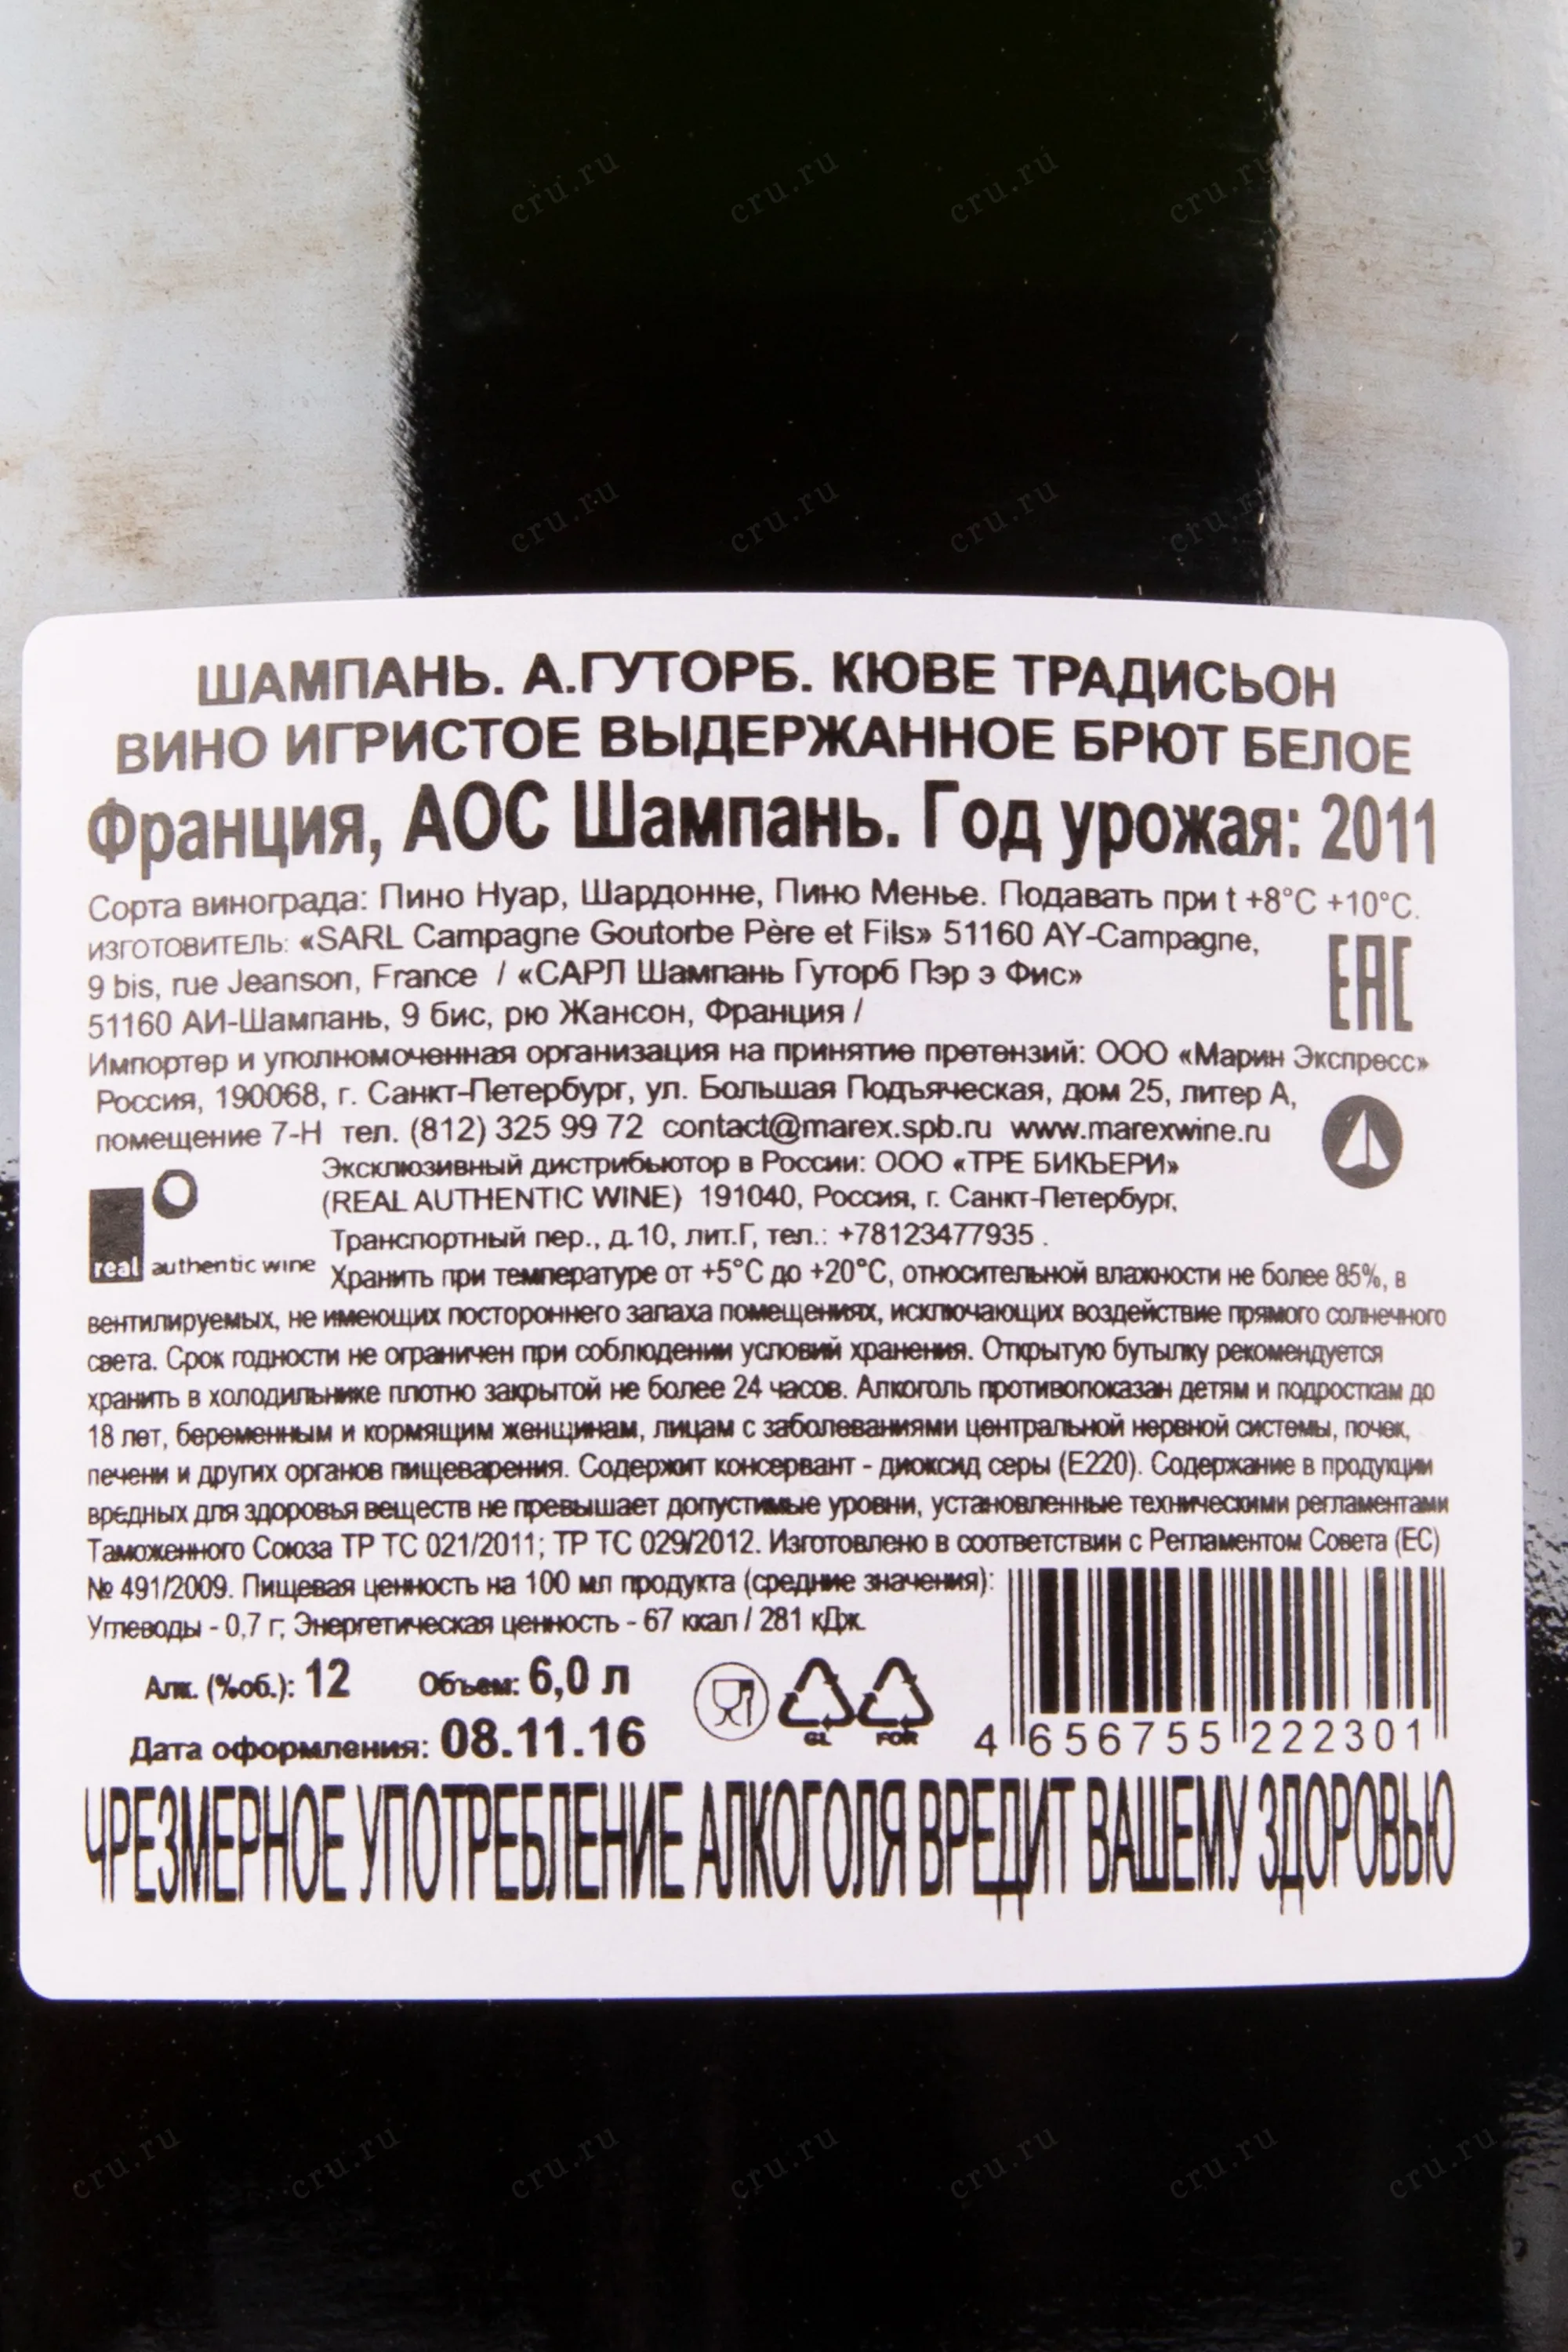 ШАМПАНЬ. А.ГУТОРБ. КЮВЕ ТРАДИСЬОН
ВИНО ИГРИСТОЕ ВЫДЕРЖАННОЕ БРЮТ БЕЛОЕ
Франция, АОС Шампань. Год урожая: 2011
Сорта винограда: Пино Нуар, Шардонне, Пино Менье. Подавать при t +8°C +10°C.
ИЗГОТОВИТЕЛЬ: «SARL Campagne Goutorbe Père et Fils» 51160 AY-Campagne,
9 bis, rue Jeanson, France / «САРЛ Шампань Гуторб Пэр э Фис»
51160 АИ-Шампань, 9 бис, рю Жансон, Франция /
EAC
Импортер и уполномоченная организация на принятие претензий: ООО «Марин Экспресс»
Россия, 190068, г. Санкт-Петербург, ул. Большая Подъяческая, дом 25, литер А,
помещение 7-Н тел. (812) 325 99 72 contact@marex.spb.ru www.marexwine.ru
Эксклюзивный дистрибьютор в России: ООО «ТРЕ БИКЬЕРИ»
(REAL AUTHENTIC WINE) 191040, Россия, г. Санкт-Петербург,
Транспортный пер., д.10, лит.Г, тел.: +78123477935 .
real authentic wine
Хранить при температуре от +5°C до +20°C, относительной влажности не более 85%, в
вентилируемых, не имеющих постороннего запаха помещениях, исключающих воздействие прямого солнечного
света. Срок годности не ограничен при соблюдении условий хранения. Открытую бутылку рекомендуется
хранить в холодильнике плотно закрытой не более 24 часов. Алкоголь противопоказан детям и подросткам до
18 лет, беременным и кормящим женщинам, лицам с заболеваниями центральной нервной системы, почек,
печени и других органов пищеварения. Содержит консервант - диоксид серы (Е220). Содержание в продукции
вредных для здоровья веществ не превышает допустимые уровни, установленные техническими регламентами
Таможенного Союза ТР ТС 021/2011; ТР ТС 029/2012. Изготовлено в соответствии с Регламентом Совета (ЕС)
№ 491/2009. Пищевая ценность на 100 мл продукта (средние значения):
Углеводы - 0,7 г; Энергетическая ценность - 67 ккал / 281 кДж.
Алк. (%об.): 12 Объем: 6,0 л
GL FOR
Дата оформления: 08.11.16
4 656755 222301
ЧРЕЗМЕРНОЕ УПОТРЕБЛЕНИЕ АЛКОГОЛЯ ВРЕДИТ ВАШЕМУ ЗДОРОВЬЮ
cru.ru